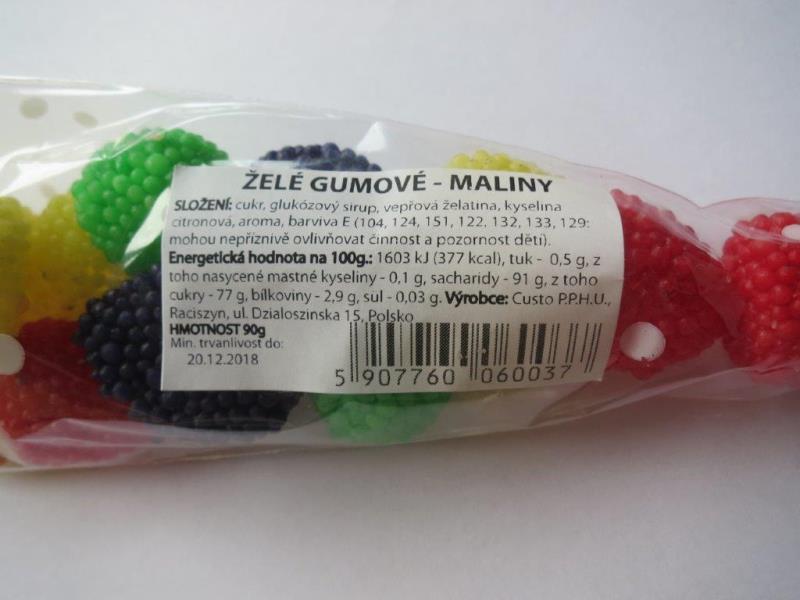 ŽELÉ GUMOVÉ - MALINY
SLOŽENÍ: cukr, glukózový sirup, vepřová želatina, kyselina
citronová, aroma, barviva E (104, 124, 151, 122, 132, 133, 129:
mohou nepříznivě ovlivňovat činnost a pozornost dětí).
Energetická hodnota na 100g.: 1603 kJ (377 kcal), tuk - 0,5 g, z
toho nasycené mastné kyseliny - 0,1 g, sacharidy - 91 g, z toho
cukry - 77 g, bílkoviny - 2,9 g, sůl - 0,03 g. Výrobce: Custo P.P.H.U.,
Raciszyn, ul. Dzialoszinska 15, Polsko
HMOTNOST 90g
Min. trvanlivost do:
20.12.2018
5 907760 060037